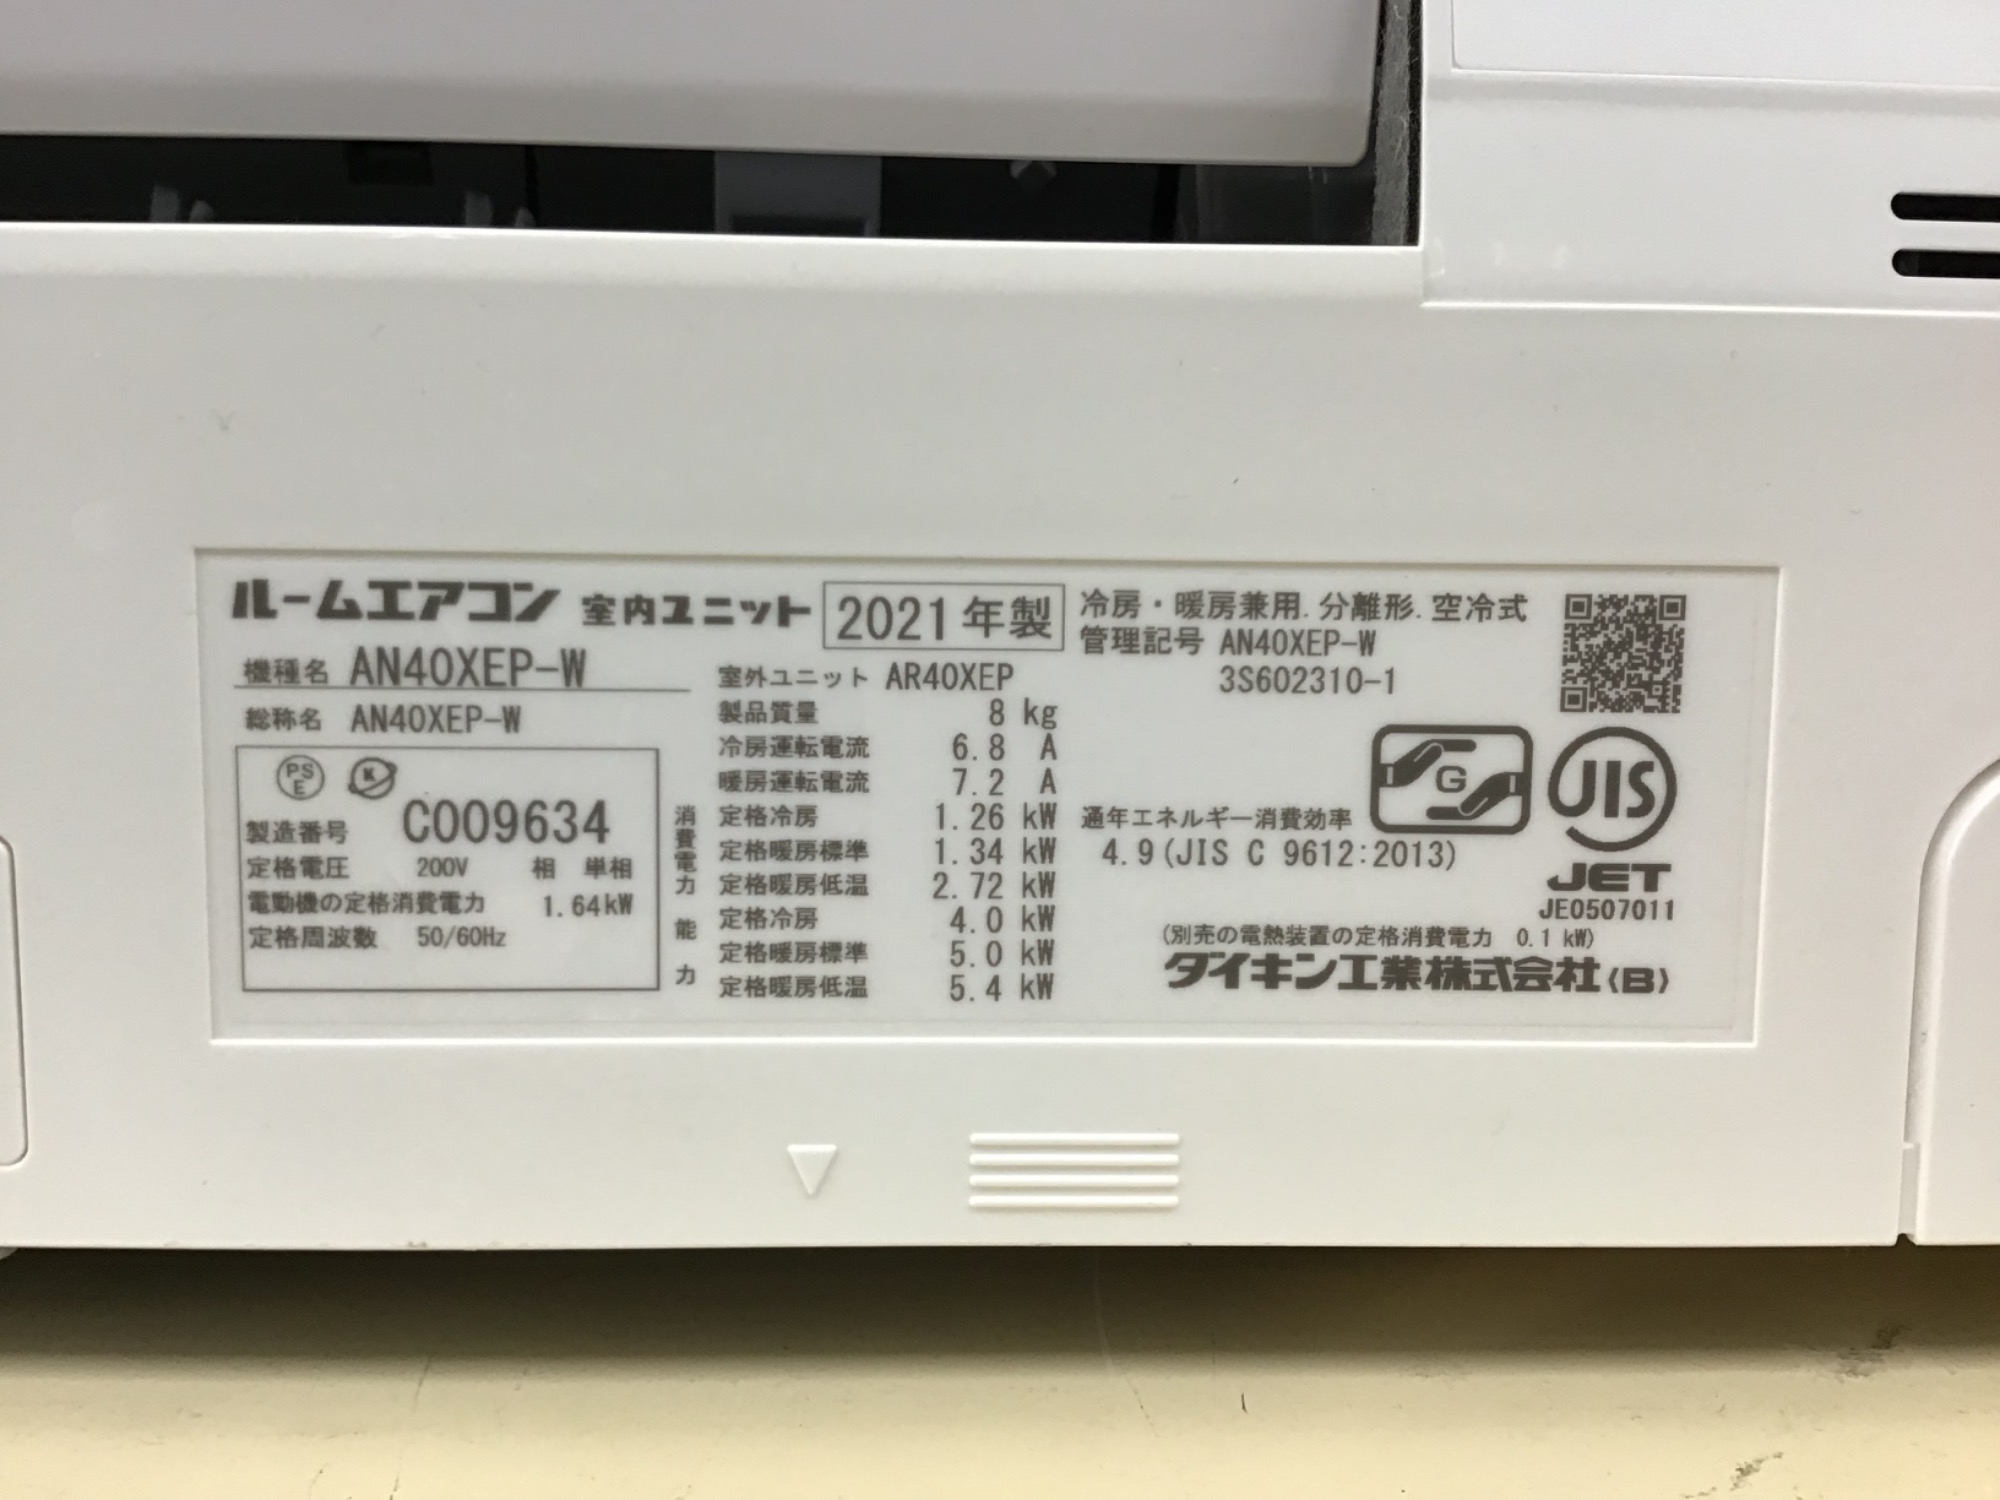 ルームエアコン 室内ユニット 2021年製
機種名 AN40XEP-W
総称名 AN40XEP-W
PS E
K
製造番号 C009634
定格電圧 200V 相 単相
電動機の定格消費電力 1.64kW
定格周波数 50/60Hz
室外ユニット AR40XEP
製品質量 8 kg
冷房運転電流 6.8 A
暖房運転電流 7.2 A
消費電力
定格冷房 1.26 kW
定格暖房標準 1.34 kW
定格暖房低温 2.72 kW
能力
定格冷房 4.0 kW
定格暖房標準 5.0 kW
定格暖房低温 5.4 kW
冷房・暖房兼用.分離形.空冷式
管理記号 AN40XEP-W
3S602310-1
G
JIS
JET
JE0507011
通年エネルギー消費効率
4.9(JIS C 9612:2013)
(別売の電熱装置の定格消費電力 0.1 kW)
ダイキン工業株式会社(B)